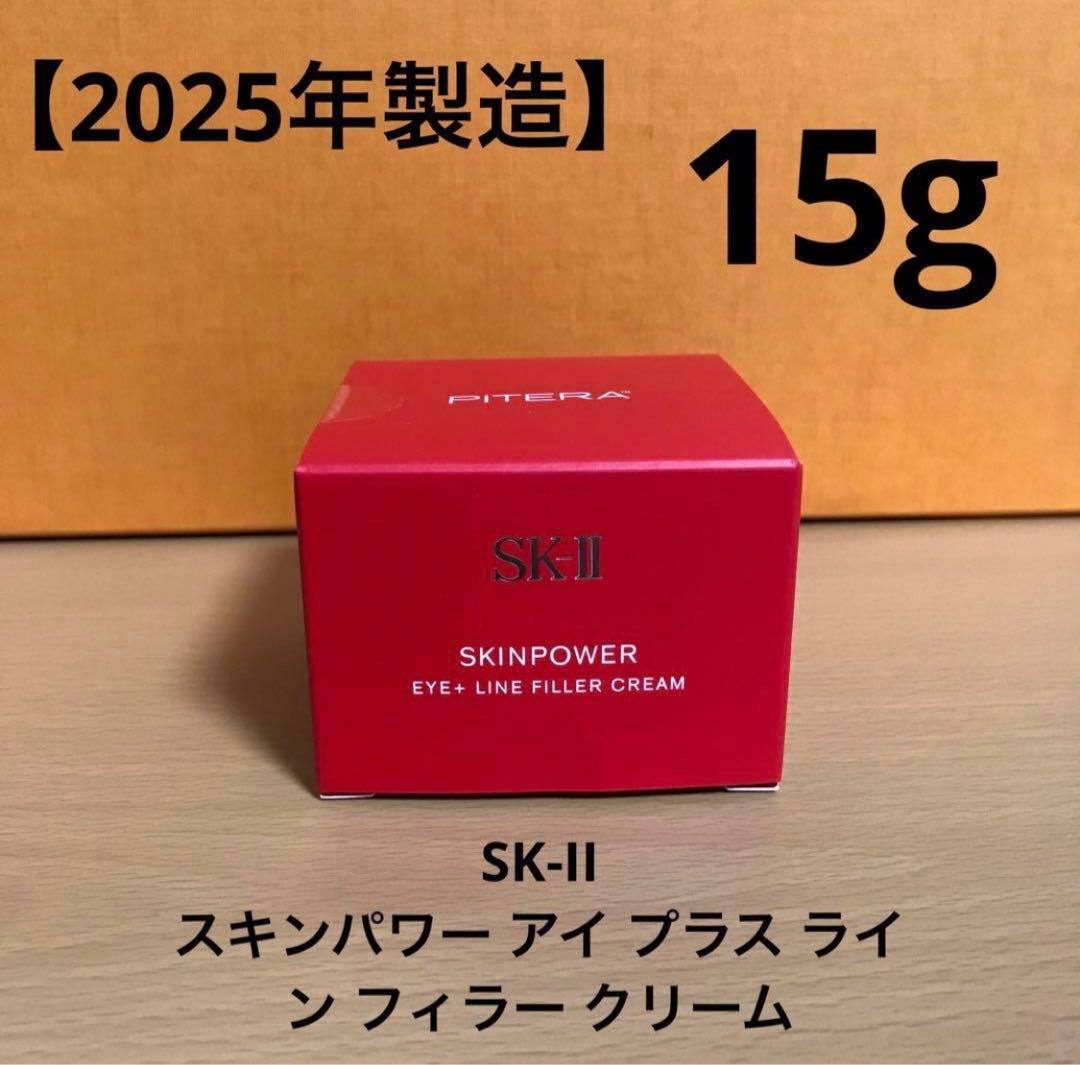 【2025年製造】
15g
PITERA™
SK-II
SKINPOWER
EYE+ LINE FILLER CREAM
SK-II
スキンパワー アイ プラス ライ
ン フィラー クリーム